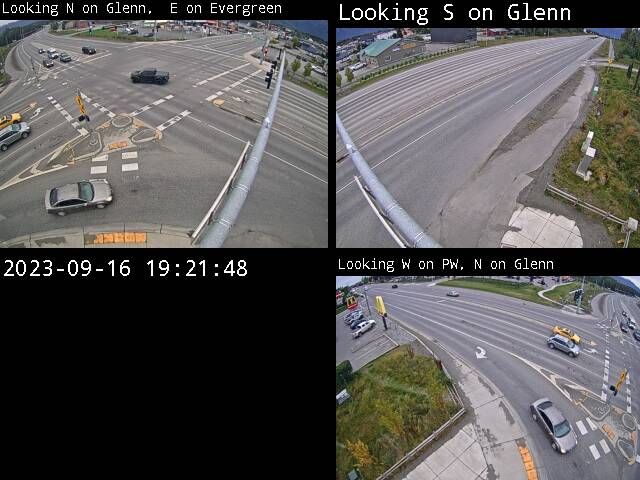 Looking N on Glenn,  E on Evergreen
Looking S on Glenn
2023-09-16 19:21:48
Looking W on PW, N on Glenn